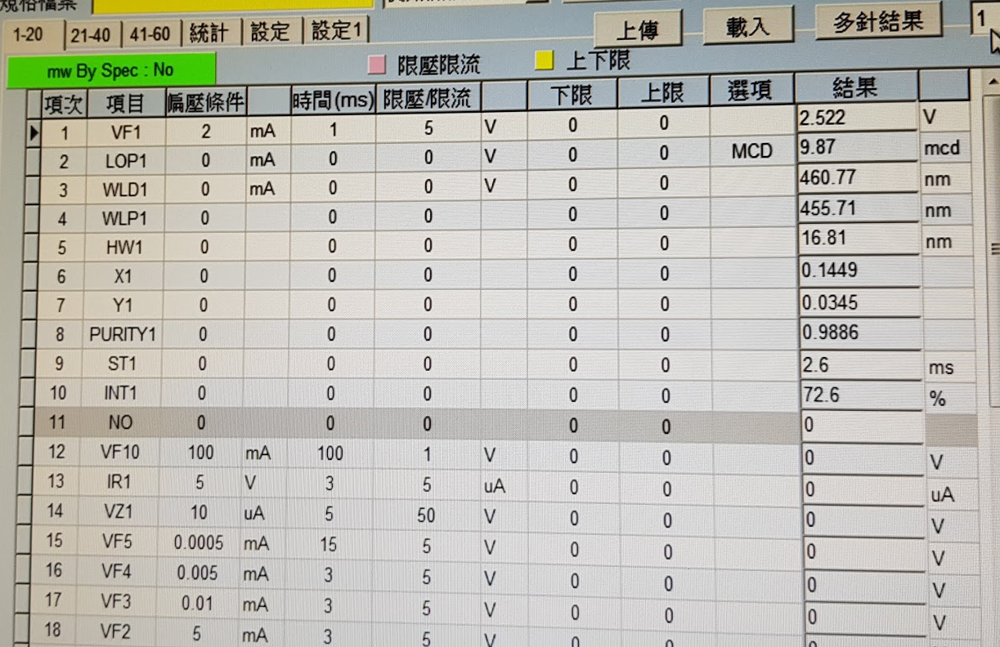 規格檔案
1-20 21-40 41-60 統計 設定 設定1 上傳 載入 多針結果 1
mw By Spec : No 限壓限流 上下限
項次 項目 偏壓條件 時間(ms) 限壓/限流 下限 上限 選項 結果
1 VF1 2 mA 1 5 V 0 0 2.522 V
2 LOP1 0 mA 0 0 V 0 0 MCD 9.87 mcd
3 WLD1 0 mA 0 0 V 0 0 460.77 nm
4 WLP1 0 0 0 0 0 455.71 nm
5 HW1 0 0 0 0 0 16.81 nm
6 X1 0 0 0 0 0 0.1449
7 Y1 0 0 0 0 0 0.0345
8 PURITY1 0 0 0 0 0 0.9886
9 ST1 0 0 0 0 0 2.6 ms
10 INT1 0 0 0 0 0 72.6 %
11 NO 0 0 0 0 0 0
12 VF10 100 mA 100 1 V 0 0 0 V
13 IR1 5 V 3 5 uA 0 0 0 uA
14 VZ1 10 uA 5 50 V 0 0 0 V
15 VF5 0.0005 mA 15 5 V 0 0 0 V
16 VF4 0.005 mA 3 5 V 0 0 0 V
17 VF3 0.01 mA 3 5 V 0 0 0 V
18 VF2 5 mA 3 5 V 0 0 0